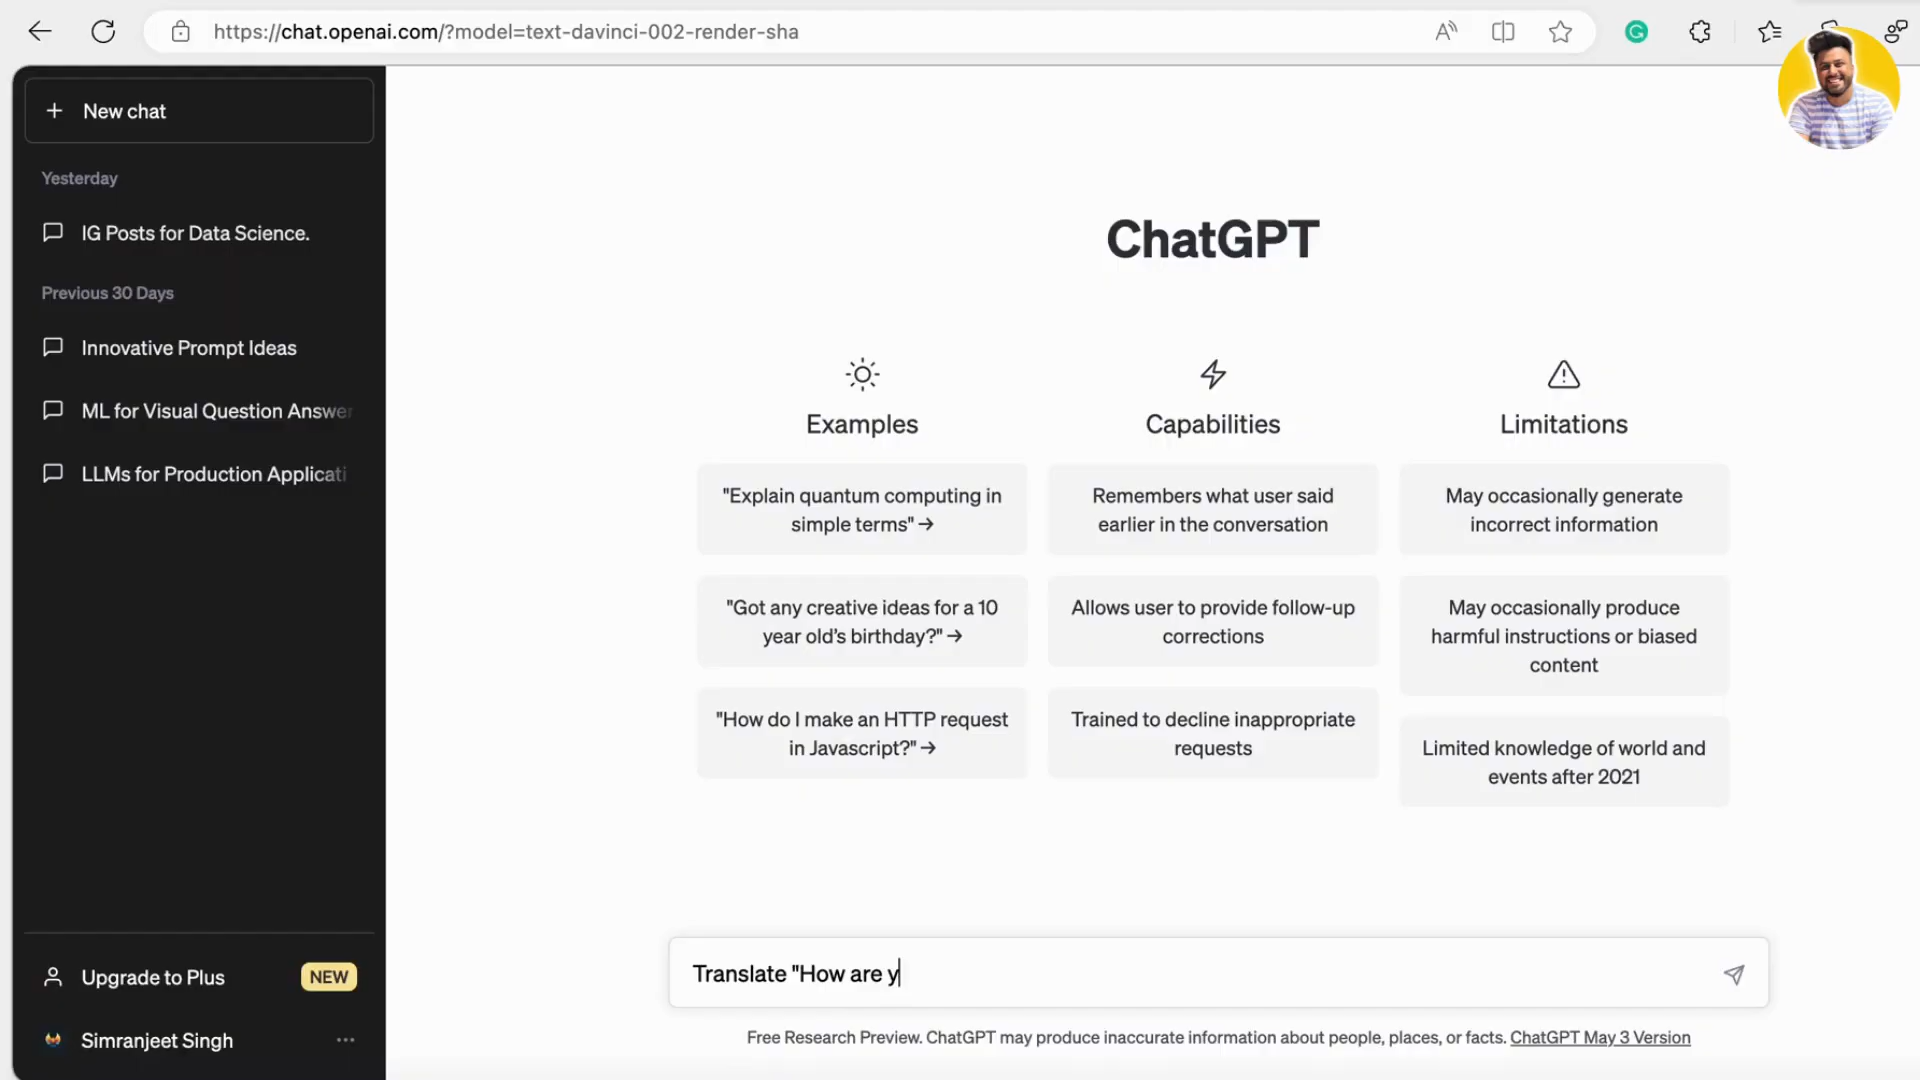 https://chat.openai.com/?model=text-davinci-002-render-sha
New chat
Yesterday
IG Posts for Data Science.
Previous 30 Days
Innovative Prompt Ideas
ML for Visual Question Answer
LLMs for Production Applicati
Upgrade to Plus NEW
Simranjeet Singh
ChatGPT
Examples
"Explain quantum computing in
simple terms" →
"Got any creative ideas for a 10
year old's birthday?" →
"How do I make an HTTP request
in Javascript?" →
Capabilities
Remembers what user said
earlier in the conversation
Allows user to provide follow-up
corrections
Trained to decline inappropriate
requests
Limitations
May occasionally generate
incorrect information
May occasionally produce
harmful instructions or biased
content
Limited knowledge of world and
events after 2021
Translate "How are y
Free Research Preview. ChatGPT may produce inaccurate information about people, places, or facts. ChatGPT May 3 Version